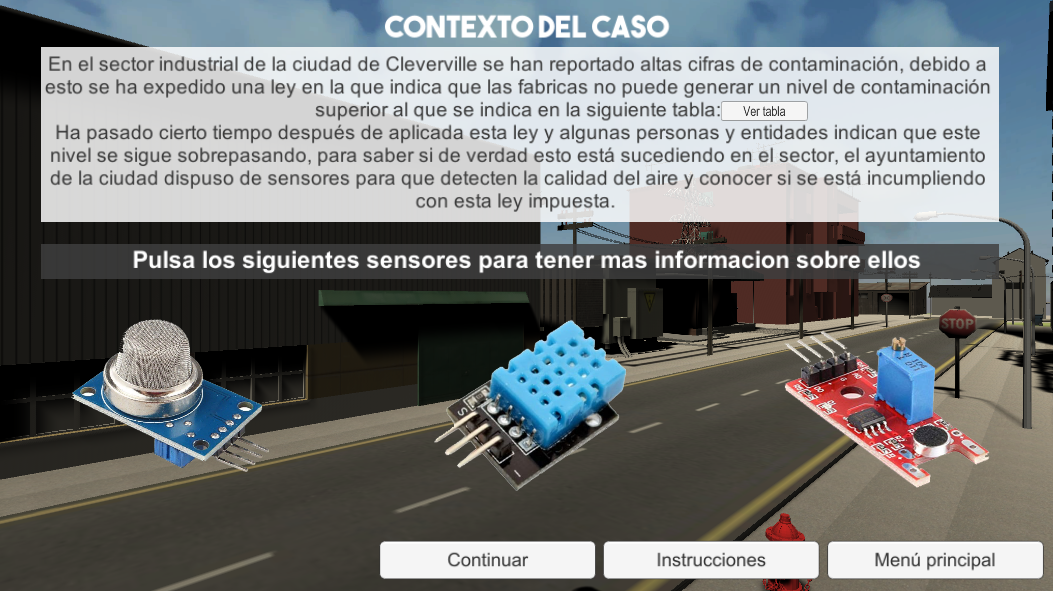 CONTEXTO DEL CASO
En el sector industrial de la ciudad de Cleverville se han reportado altas cifras de contaminación, debido a
esto se ha expedido una ley en la que indica que las fabricas no puede generar un nivel de contaminación
superior al que se indica en la siguiente tabla: Ver tabla
Ha pasado cierto tiempo después de aplicada esta ley y algunas personas y entidades indican que este
nivel se sigue sobrepasando, para saber si de verdad esto está sucediendo en el sector, el ayuntamiento
de la ciudad dispuso de sensores para que detecten la calidad del aire y conocer si se está incumpliendo
con esta ley impuesta.
Pulsa los siguientes sensores para tener mas informacion sobre ellos
STOP
Continuar
Instrucciones
Menú principal